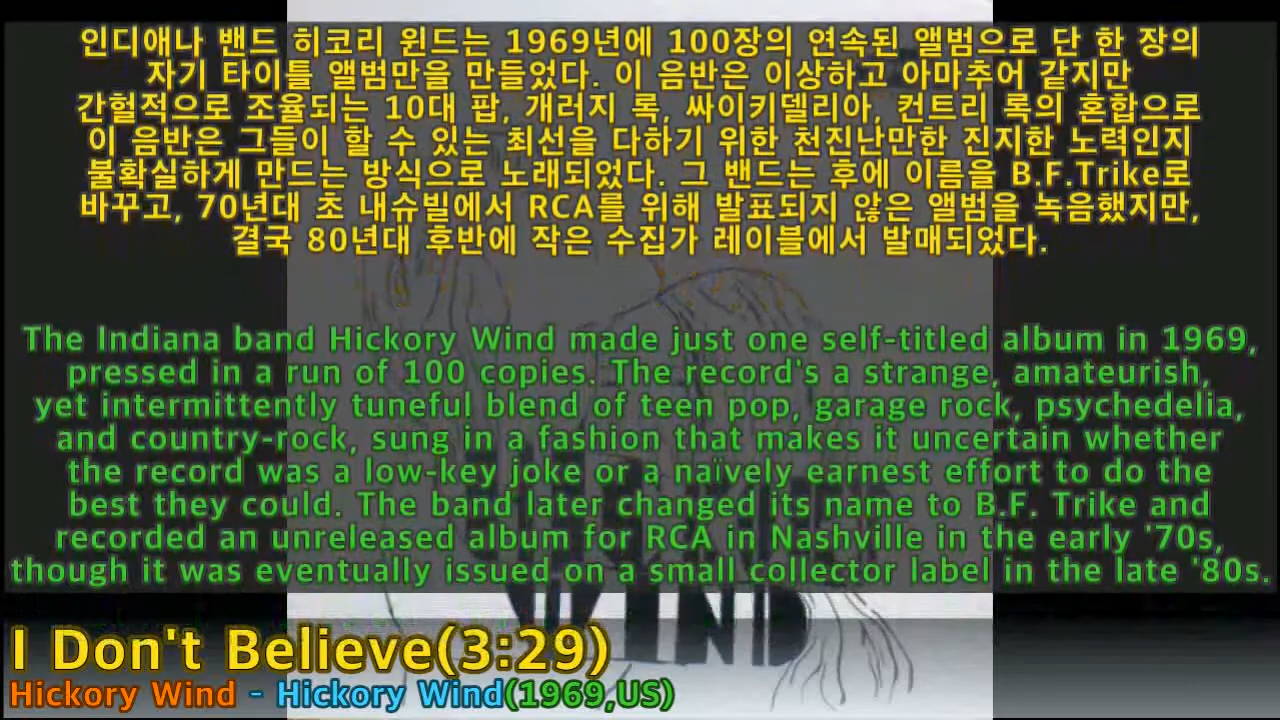 인디애나 밴드 히코리 윈드는 1969년에 100장의 연속된 앨범으로 단 한 장의
자기 타이틀 앨범만을 만들었다. 이 음반은 이상하고 아마추어 같지만
간헐적으로 조율되는 10대 팝, 개러지 록, 싸이키델리아, 컨트리 록의 혼합으로
이 음반은 그들이 할 수 있는 최선을 다하기 위한 천진난만한 진지한 노력인지
불확실하게 만드는 방식으로 노래되었다. 그 밴드는 후에 이름을 B.F.Trike로
바꾸고, 70년대 초 내슈빌에서 RCA를 위해 발표되지 않은 앨범을 녹음했지만,
결국 80년대 후반에 작은 수집가 레이블에서 발매되었다.
The Indiana band Hickory Wind made just one self-titled album in 1969,
pressed in a run of 100 copies. The record's a strange, amateurish,
yet intermittently tuneful blend of teen pop, garage rock, psychedelia,
and country-rock, sung in a fashion that makes it uncertain whether
the record was a low-key joke or a naïvely earnest effort to do the
best they could. The band later changed its name to B.F. Trike and
recorded an unreleased album for RCA in Nashville in the early '70s,
though it was eventually issued on a small collector label in the late '80s.
WIND
I Don't Believe(3:29)
Hickory Wind - Hickory Wind(1969,US)